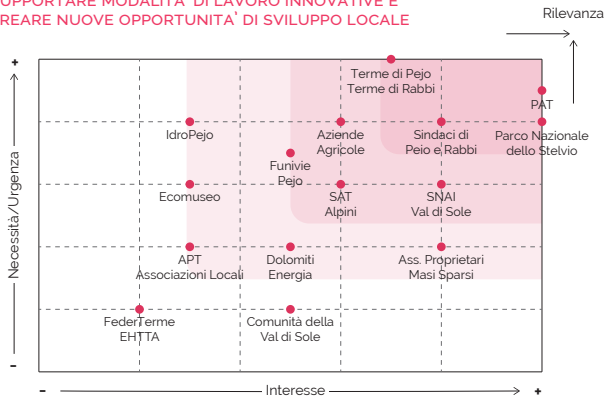 UPPORTARE MODALITA' DI LAVORO INNOVATIVE E
REARE NUOVE OPPORTUNITA' DI SVILUPPO LOCALE
Rilevanza
+
Terme di Pejo
Terme di Rabbi
PAT
IdroPejo
Aziende
Agricole
Sindaci di
Peio e Rabbi
Parco Nazionale
dello Stelvio
Funivie
Pejo
Ecomuseo
SAT
Alpini
SNAI
Val di Sole
Necessità/Urgenza
APT
Associazioni Locali
Dolomiti
Energia
Ass. Proprietari
Masi Sparsi
FederTerme
EHTTA
Comunità della
Val di Sole
-
- Interesse +